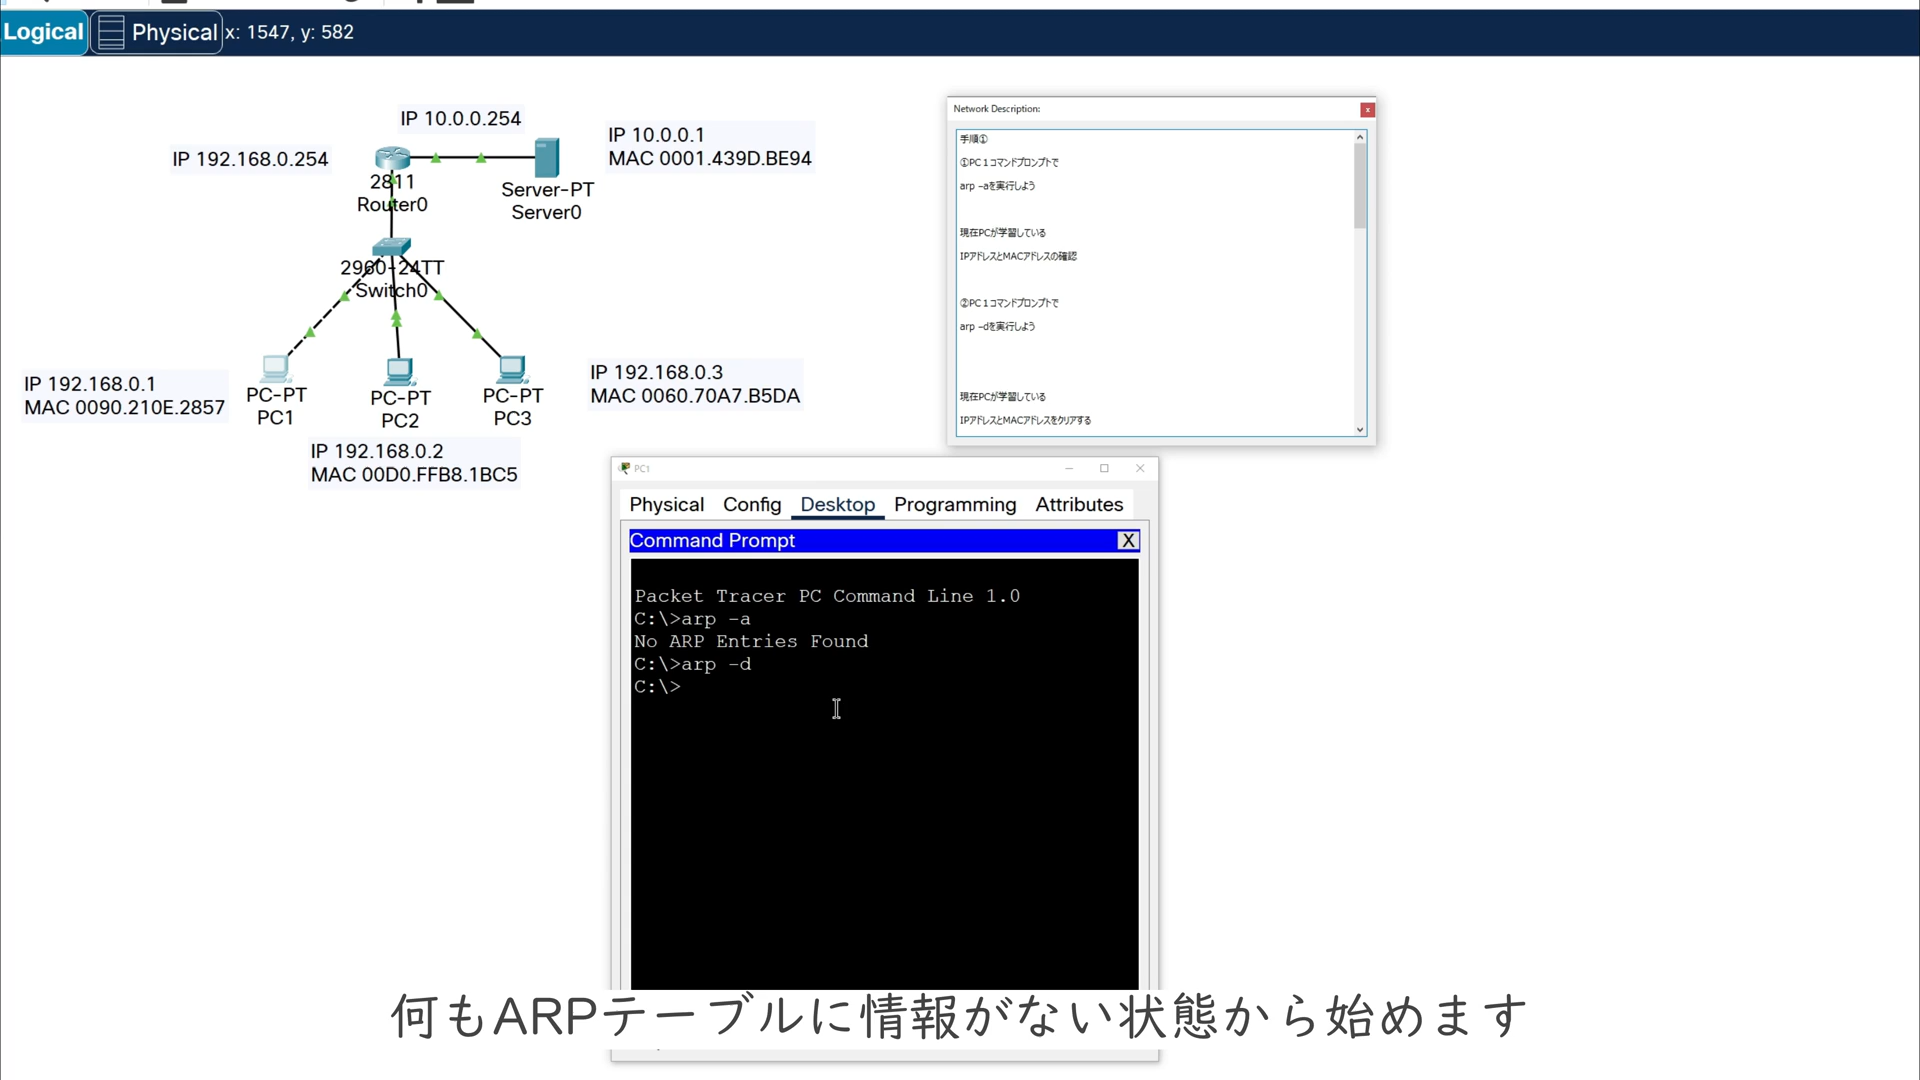 Logical
Physical
x: 1547, y: 582
IP 10.0.0.254
IP 192.168.0.254
2811
Router0
IP 10.0.0.1
MAC 0001.439D.BE94
Server-PT
Server0
2960-24TT
Switch0
IP 192.168.0.1
MAC 0090.210E.2857
PC-PT
PC1
PC-PT
PC2
PC-PT
PC3
IP 192.168.0.3
MAC 0060.70A7.B5DA
IP 192.168.0.2
MAC 00D0.FFB8.1BC5
Network Description:
手順①
①PC1コマンドプロンプトで
arp -aを実行しよう
現在PCが学習している
IPアドレスとMACアドレスの確認
②PC1コマンドプロンプトで
arp -dを実行しよう
現在PCが学習している
IPアドレスとMACアドレスをクリアする
PC1
Physical Config Desktop Programming Attributes
Command Prompt
X
Packet Tracer PC Command Line 1.0
C:\>arp -a
No ARP Entries Found
C:\>arp -d
C:\>
何もARPテーブルに情報がない状態から始めます